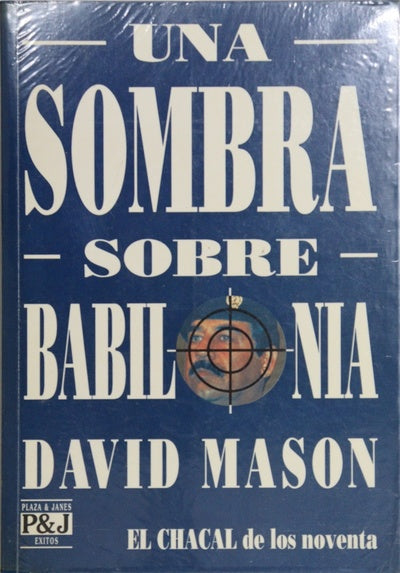 UNA
SOMBRA
SOBRE
BABILONIA
DAVID MASON
PLAZA & JANES
P&J
EXITOS
EL CHACAL de los noventa